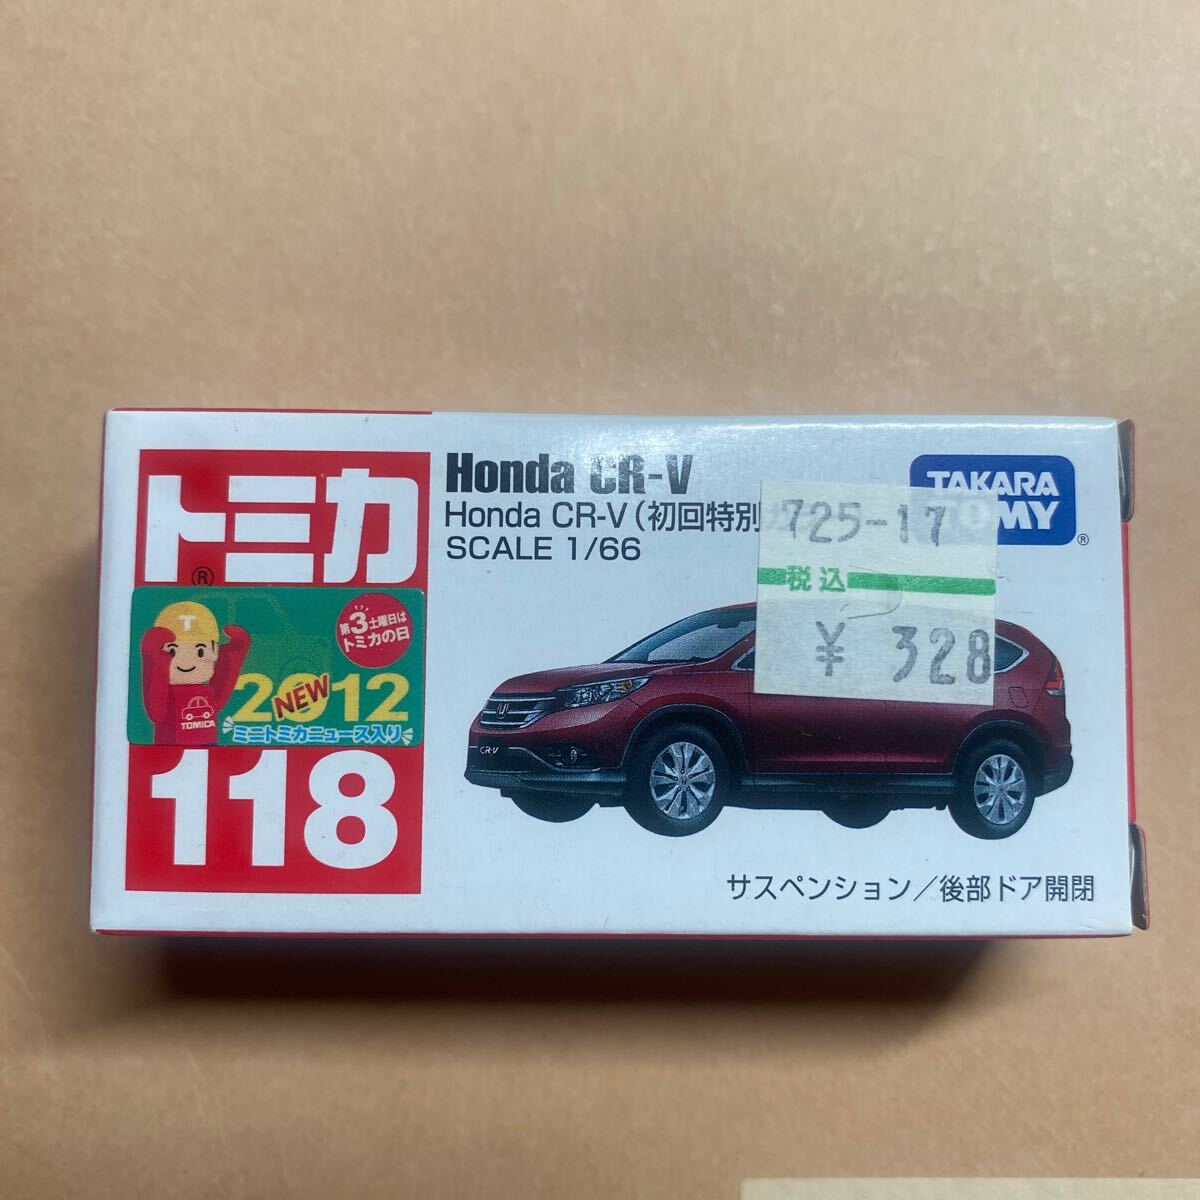 トミカ
®
第3土曜日は
トミカの日
T
TOMICA
NEW
2012
ミニトミカニュース入り
118
Honda CR-V
Honda CR-V(初回特別
SCALE 1/66
TAKARA
TOMY
®
725-17
税込
¥ 328
CR-V
サスペンション/後部ドア開閉